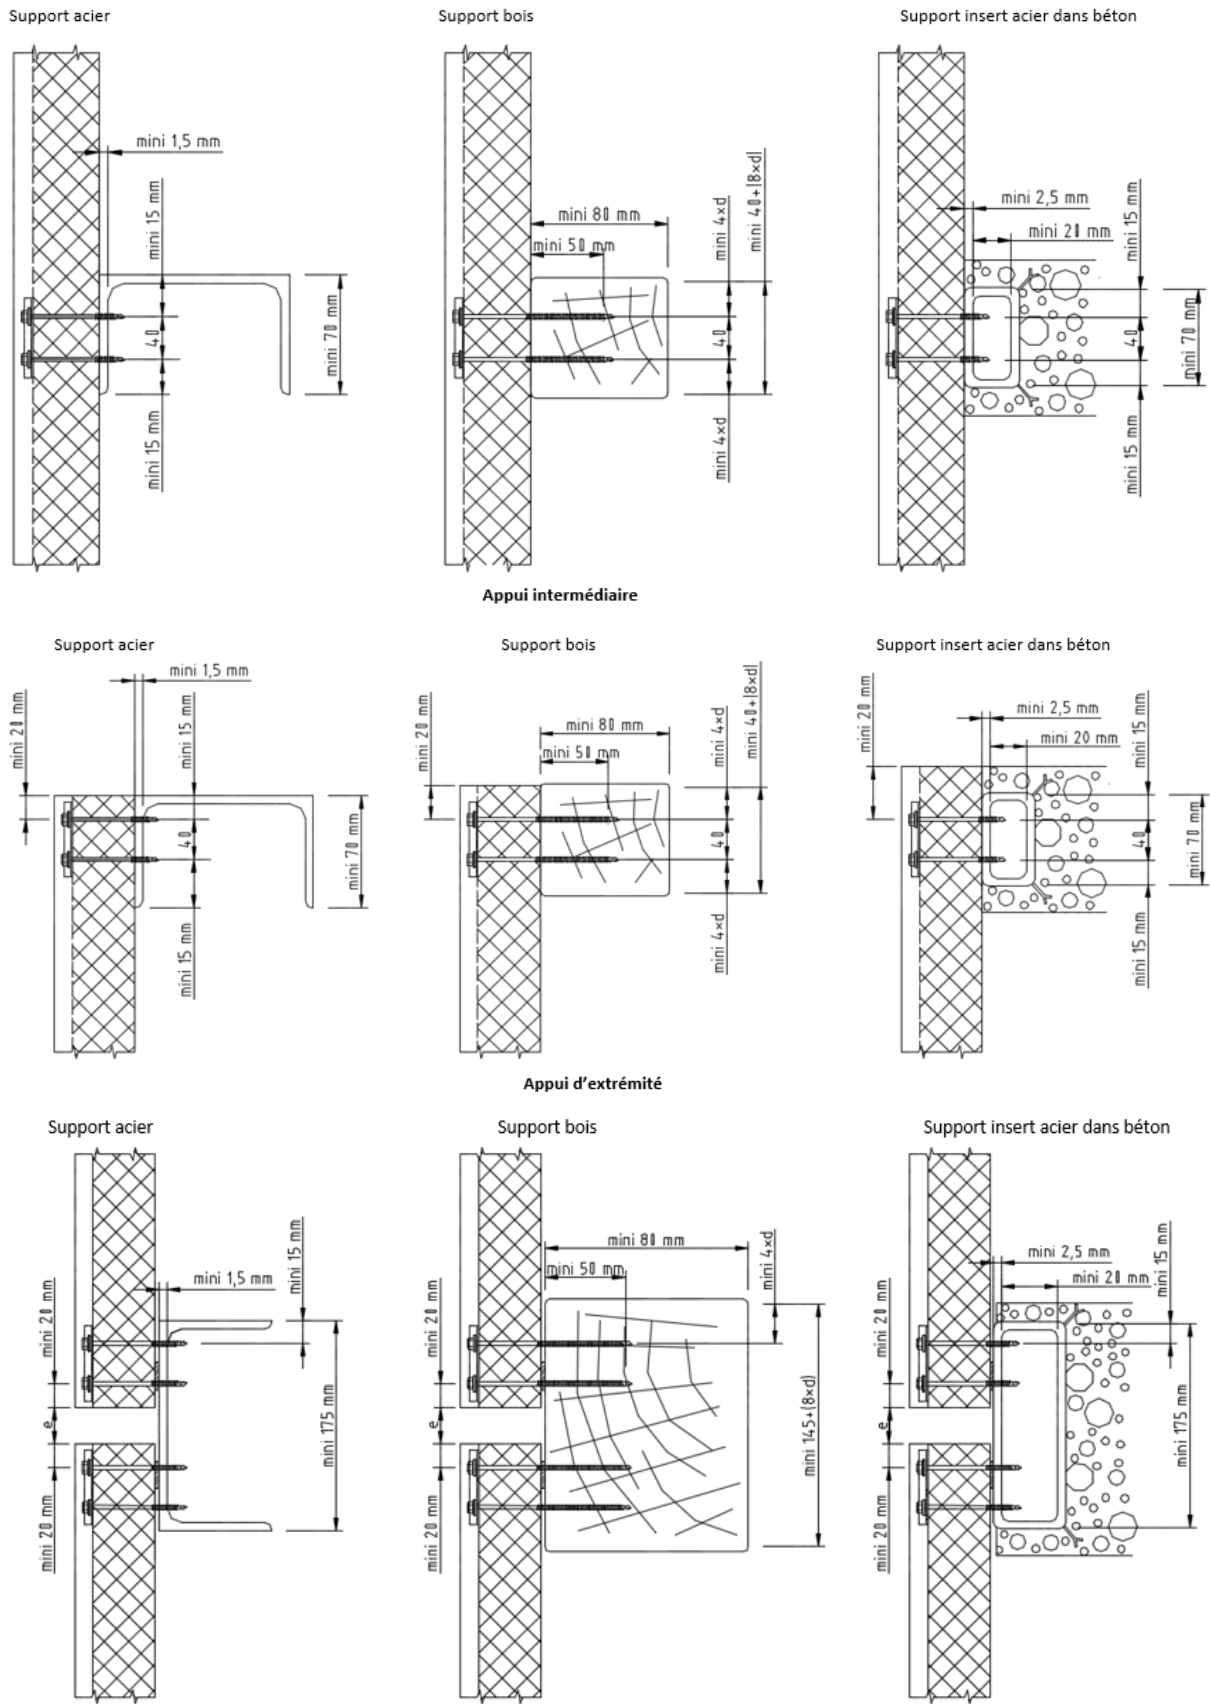 Support acier
Support bois
Support insert acier dans béton
mini 1,5 mm
mini 15 mm
40
mini 70 mm
mini 15 mm
mini 80 mm
mini 50 mm
mini 4×d
mini 40+(8×d)
40
mini 4×d
mini 2,5 mm
mini 20 mm
mini 15 mm
40
mini 70 mm
mini 15 mm
Appui intermédiaire
Support acier
Support bois
Support insert acier dans béton
mini 20 mm
mini 1,5 mm
mini 15 mm
40
mini 70 mm
mini 15 mm
mini 20 mm
mini 80 mm
mini 50 mm
mini 4×d
mini 40+(8×d)
40
mini 4×d
mini 20 mm
mini 2,5 mm
mini 20 mm
mini 15 mm
40
mini 70 mm
mini 15 mm
Appui d’extrémité
Support acier
Support bois
Support insert acier dans béton
mini 20 mm
mini 1,5 mm
mini 15 mm
e
mini 175 mm
mini 20 mm
mini 20 mm
mini 80 mm
mini 50 mm
mini 4×d
e
mini 145+(8×d)
mini 20 mm
mini 20 mm
mini 2,5 mm
mini 20 mm
mini 15 mm
e
mini 175 mm
mini 20 mm